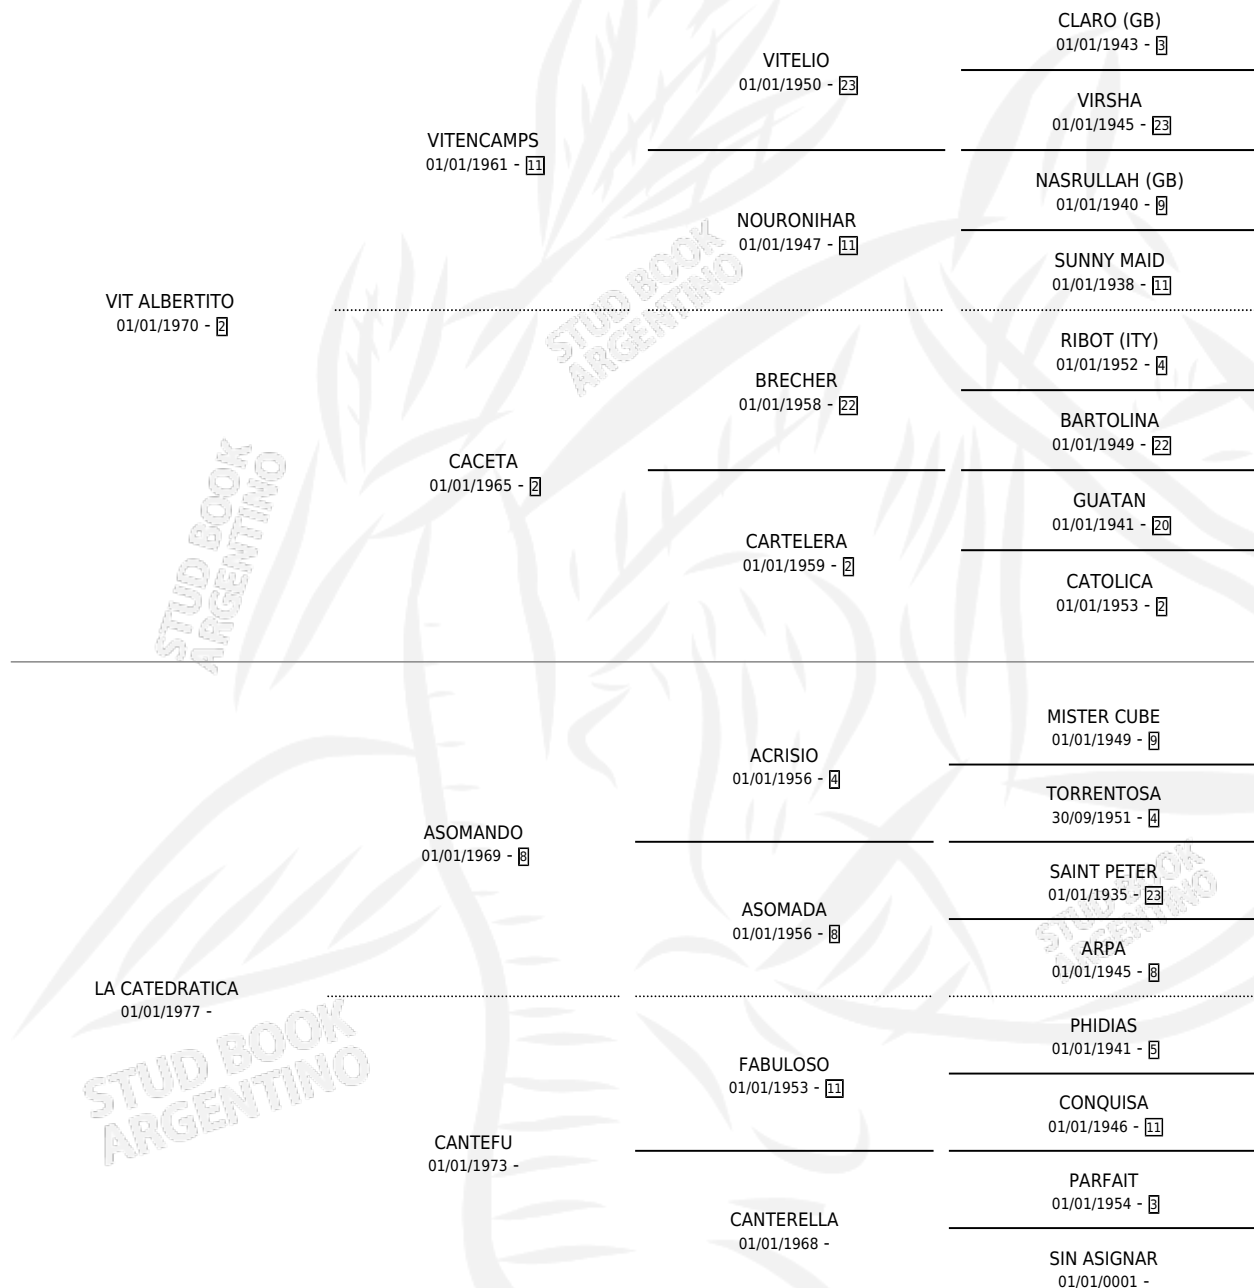 CLARO (GB)
01/01/1943 - 3
VITELIO
01/01/1950 - 23
VIRSHA
01/01/1945 - 23
VITENCAMPS
01/01/1961 - 11
NASRULLAH (GB)
01/01/1940 - 9
NOURONIHAR
01/01/1947 - 11
SUNNY MAID
01/01/1938 - 11
VIT ALBERTITO
01/01/1970 - 2
RIBOT (ITY)
01/01/1952 - 4
BRECHER
01/01/1958 - 22
BARTOLINA
01/01/1949 - 22
CACETA
01/01/1965 - 2
GUATAN
01/01/1941 - 20
CARTELERA
01/01/1959 - 2
CATOLICA
01/01/1953 - 2
MISTER CUBE
01/01/1949 - 9
ACRISIO
01/01/1956 - 4
TORRENTOSA
30/09/1951 - 4
ASOMANDO
01/01/1969 - 8
SAINT PETER
01/01/1935 - 23
ASOMADA
01/01/1956 - 8
ARPA
01/01/1945 - 8
LA CATEDRATICA
01/01/1977 -
PHIDIAS
01/01/1941 - 5
FABULOSO
01/01/1953 - 11
CONQUISA
01/01/1946 - 11
CANTEFU
01/01/1973 -
PARFAIT
01/01/1954 - 3
CANTERELLA
01/01/1968 -
SIN ASIGNAR
01/01/0001 -
STUD BOOK
ARGENTINO
STUD BOOK
ARGENTINO
STUD BOOK
ARGENTINO
STUD BOOK
ARGENTINO